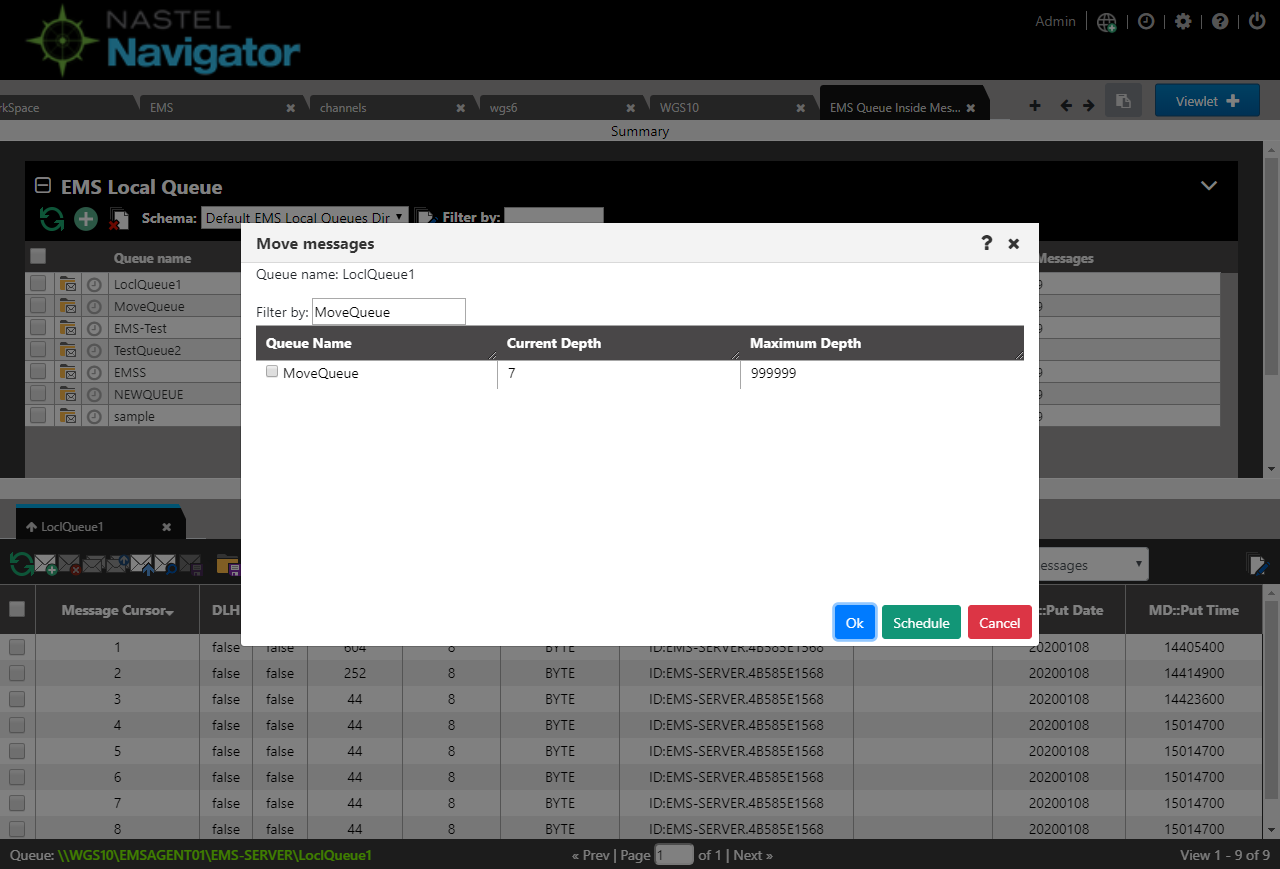 NASTEL
Navigator
Admin
rkSpace
EMS
channels
wgs6
WGS10
EMS Queue Inside Mes...
Viewlet
Summary
EMS Local Queue
Schema: Default EMS Local Queues Dir Filter by:
Queue name
Messages
LoclQueue1
MoveQueue
EMS-Test
TestQueue2
EMSS
NEWQUEUE
sample
Move messages ?
Queue name: LoclQueue1
Filter by: MoveQueue
Queue Name Current Depth Maximum Depth
MoveQueue 7 999999
Ok Schedule Cancel
LoclQueue1
essages
Message Cursor DLH ::Put Date MD::Put Time
1 false false 604 8 BYTE ID:EMS-SERVER.4B585E1568 20200108 14405400
2 false false 252 8 BYTE ID:EMS-SERVER.4B585E1568 20200108 14414900
3 false false 44 8 BYTE ID:EMS-SERVER.4B585E1568 20200108 14423600
4 false false 44 8 BYTE ID:EMS-SERVER.4B585E1568 20200108 15014700
5 false false 44 8 BYTE ID:EMS-SERVER.4B585E1568 20200108 15014700
6 false false 44 8 BYTE ID:EMS-SERVER.4B585E1568 20200108 15014700
7 false false 44 8 BYTE ID:EMS-SERVER.4B585E1568 20200108 15014700
8 false false 44 8 BYTE ID:EMS-SERVER.4B585E1568 20200108 15014700
Queue: \\WGS10\EMSAGENT01\EMS-SERVER\LoclQueue1 « Prev | Page 1 of 1 | Next » View 1 - 9 of 9